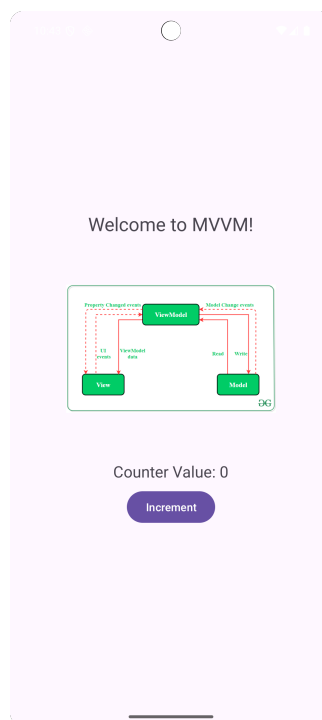 Welcome to MVVM!
Property Changed events
Model Change events
ViewModel
UI
events
ViewModel
data
Read
Write
View
Model
Counter Value: 0
Increment